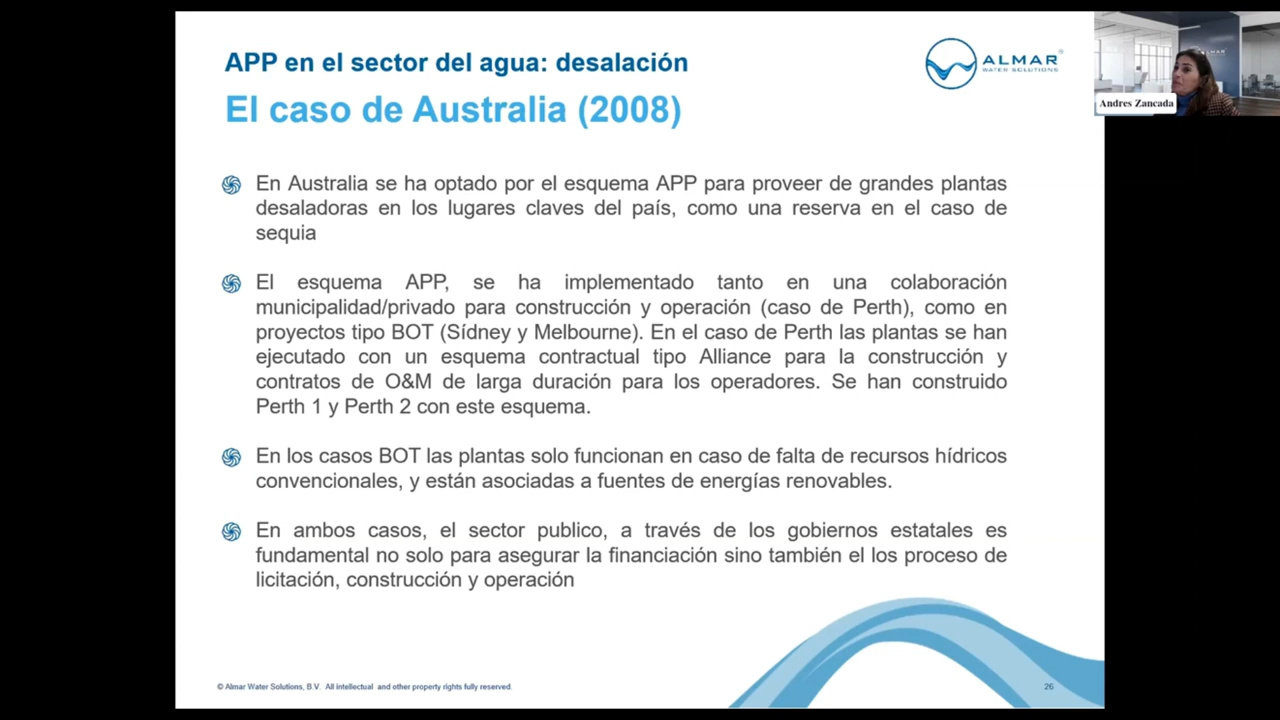 APP en el sector del agua: desalación
El caso de Australia (2008)
ALMAR
WATER SOLUTIONS
®
Andres Zancada
En Australia se ha optado por el esquema APP para proveer de grandes plantas
desaladoras en los lugares claves del país, como una reserva en el caso de
sequia
El esquema APP, se ha implementado tanto en una colaboración
municipalidad/privado para construcción y operación (caso de Perth), como en
proyectos tipo BOT (Sídney y Melbourne). En el caso de Perth las plantas se han
ejecutado con un esquema contractual tipo Alliance para la construcción y
contratos de O&M de larga duración para los operadores. Se han construido
Perth 1 y Perth 2 con este esquema.
En los casos BOT las plantas solo funcionan en caso de falta de recursos hídricos
convencionales, y están asociadas a fuentes de energías renovables.
En ambos casos, el sector publico, a través de los gobiernos estatales es
fundamental no solo para asegurar la financiación sino también el los proceso de
licitación, construcción y operación
© Almar Water Solutions, B.V. All intellectual and other property rights fully reserved.
26